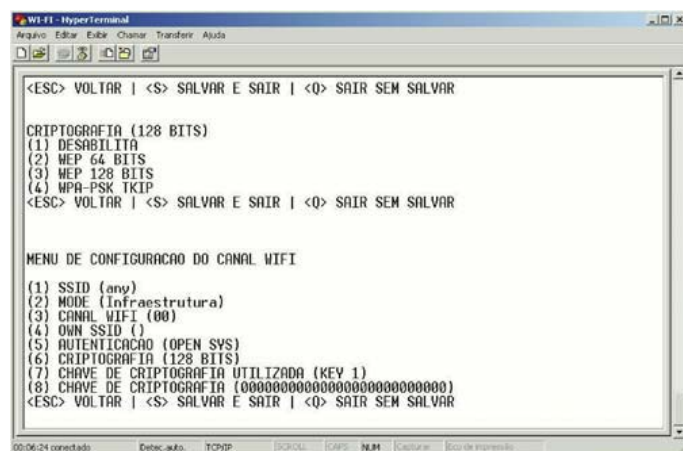 WI-FI - HyperTerminal
Arquivo Editar Exibir Chamar Transferir Ajuda
<ESC> VOLTAR | <S> SALVAR E SAIR | <Q> SAIR SEM SALVAR
CRIPTOGRAFIA (128 BITS)
(1) DESABILITA
(2) WEP 64 BITS
(3) WEP 128 BITS
(4) WPA-PSK TKIP
<ESC> VOLTAR | <S> SALVAR E SAIR | <Q> SAIR SEM SALVAR
MENU DE CONFIGURACAO DO CANAL WIFI
(1) SSID (any)
(2) MODE (Infraestrutura)
(3) CANAL WIFI (00)
(4) OWN SSID ()
(5) AUTENTICACAO (OPEN SYS)
(6) CRIPTOGRAFIA (128 BITS)
(7) CHAVE DE CRIPTOGRAFIA UTILIZADA (KEY 1)
(8) CHAVE DE CRIPTOGRAFIA (00000000000000000000000000)
<ESC> VOLTAR | <S> SALVAR E SAIR | <Q> SAIR SEM SALVAR
00:06:24 conectado Detec.auto. TCP/IP SCROLL CAPS NUM Capturar Eco de impressão